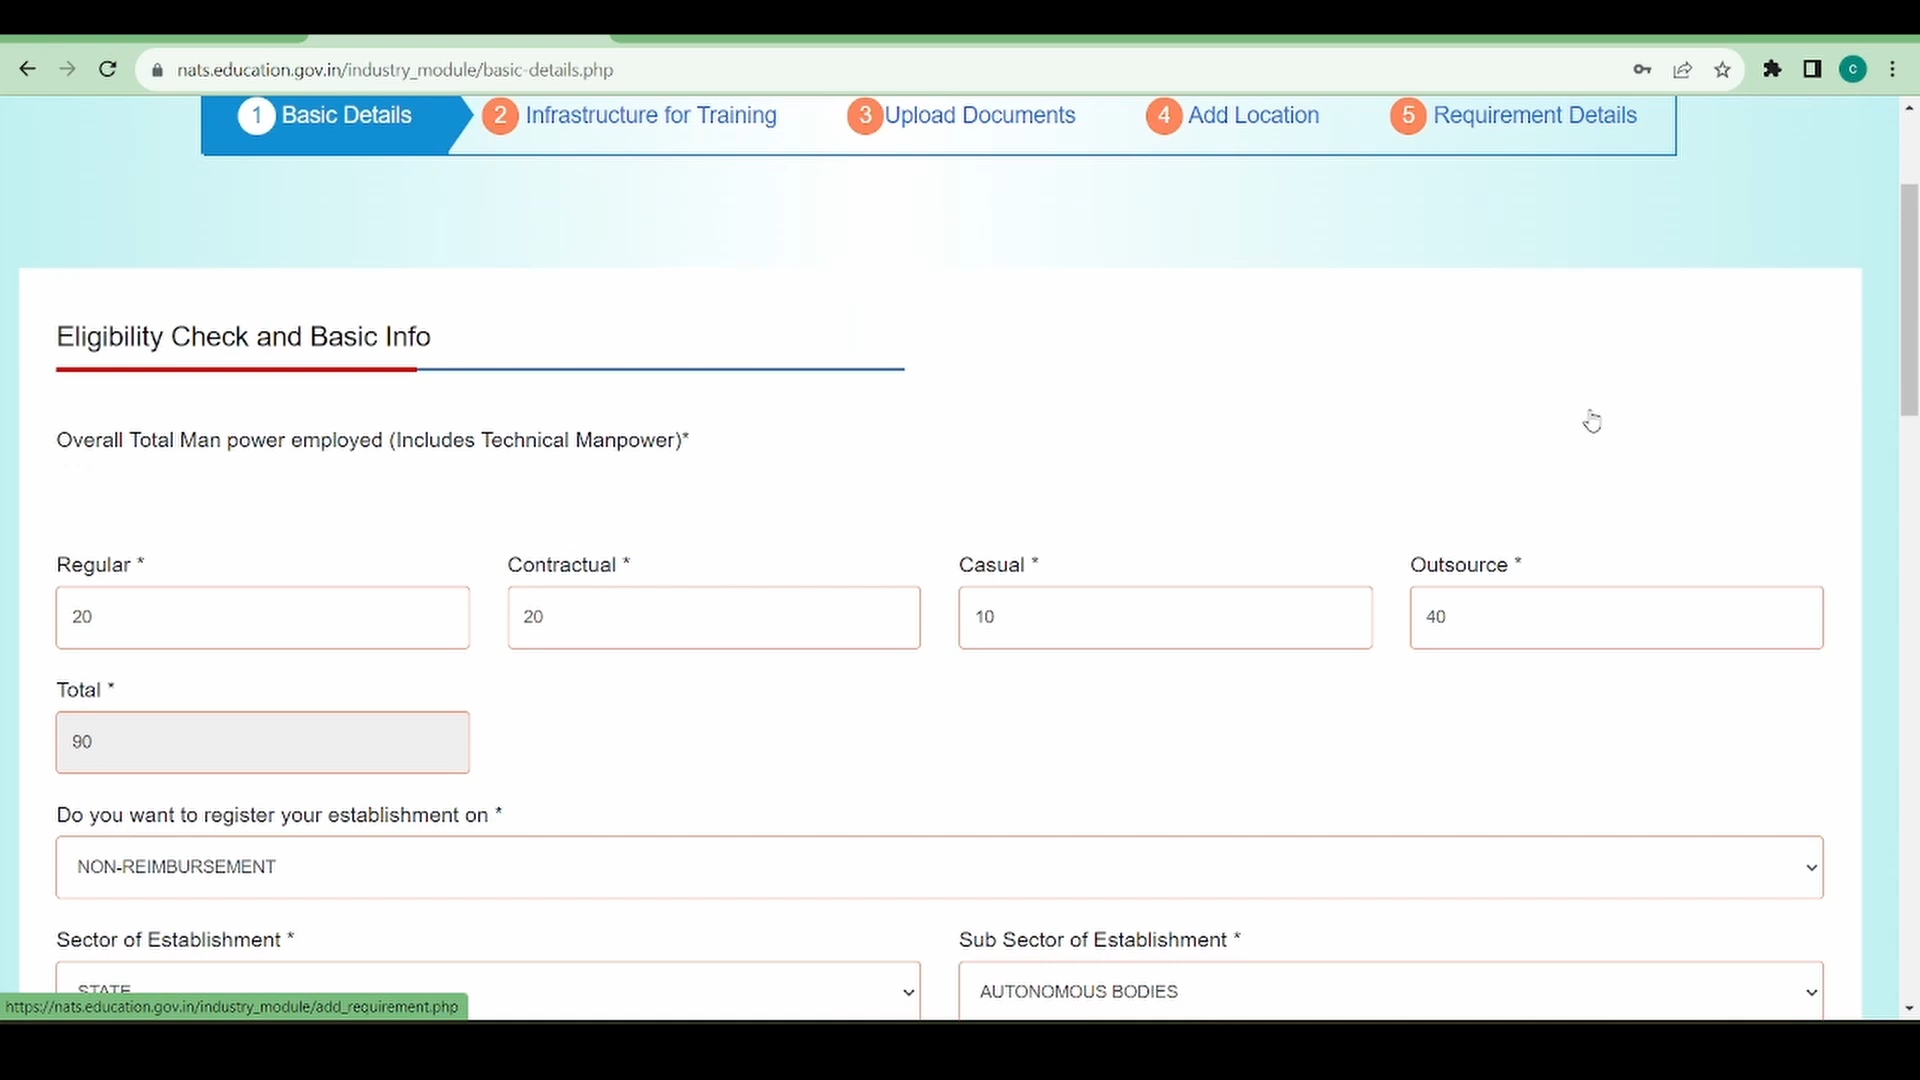 nats.education.gov.in/industry_module/basic-details.php
C
1 Basic Details 2 Infrastructure for Training 3 Upload Documents 4 Add Location 5 Requirement Details
Eligibility Check and Basic Info
Overall Total Man power employed (Includes Technical Manpower)*
Regular * Contractual * Casual * Outsource *
20 20 10 40
Total *
90
Do you want to register your establishment on *
NON-REIMBURSEMENT
Sector of Establishment * Sub Sector of Establishment *
STATE AUTONOMOUS BODIES
https://nats.education.gov.in/industry_module/add_requirement.php